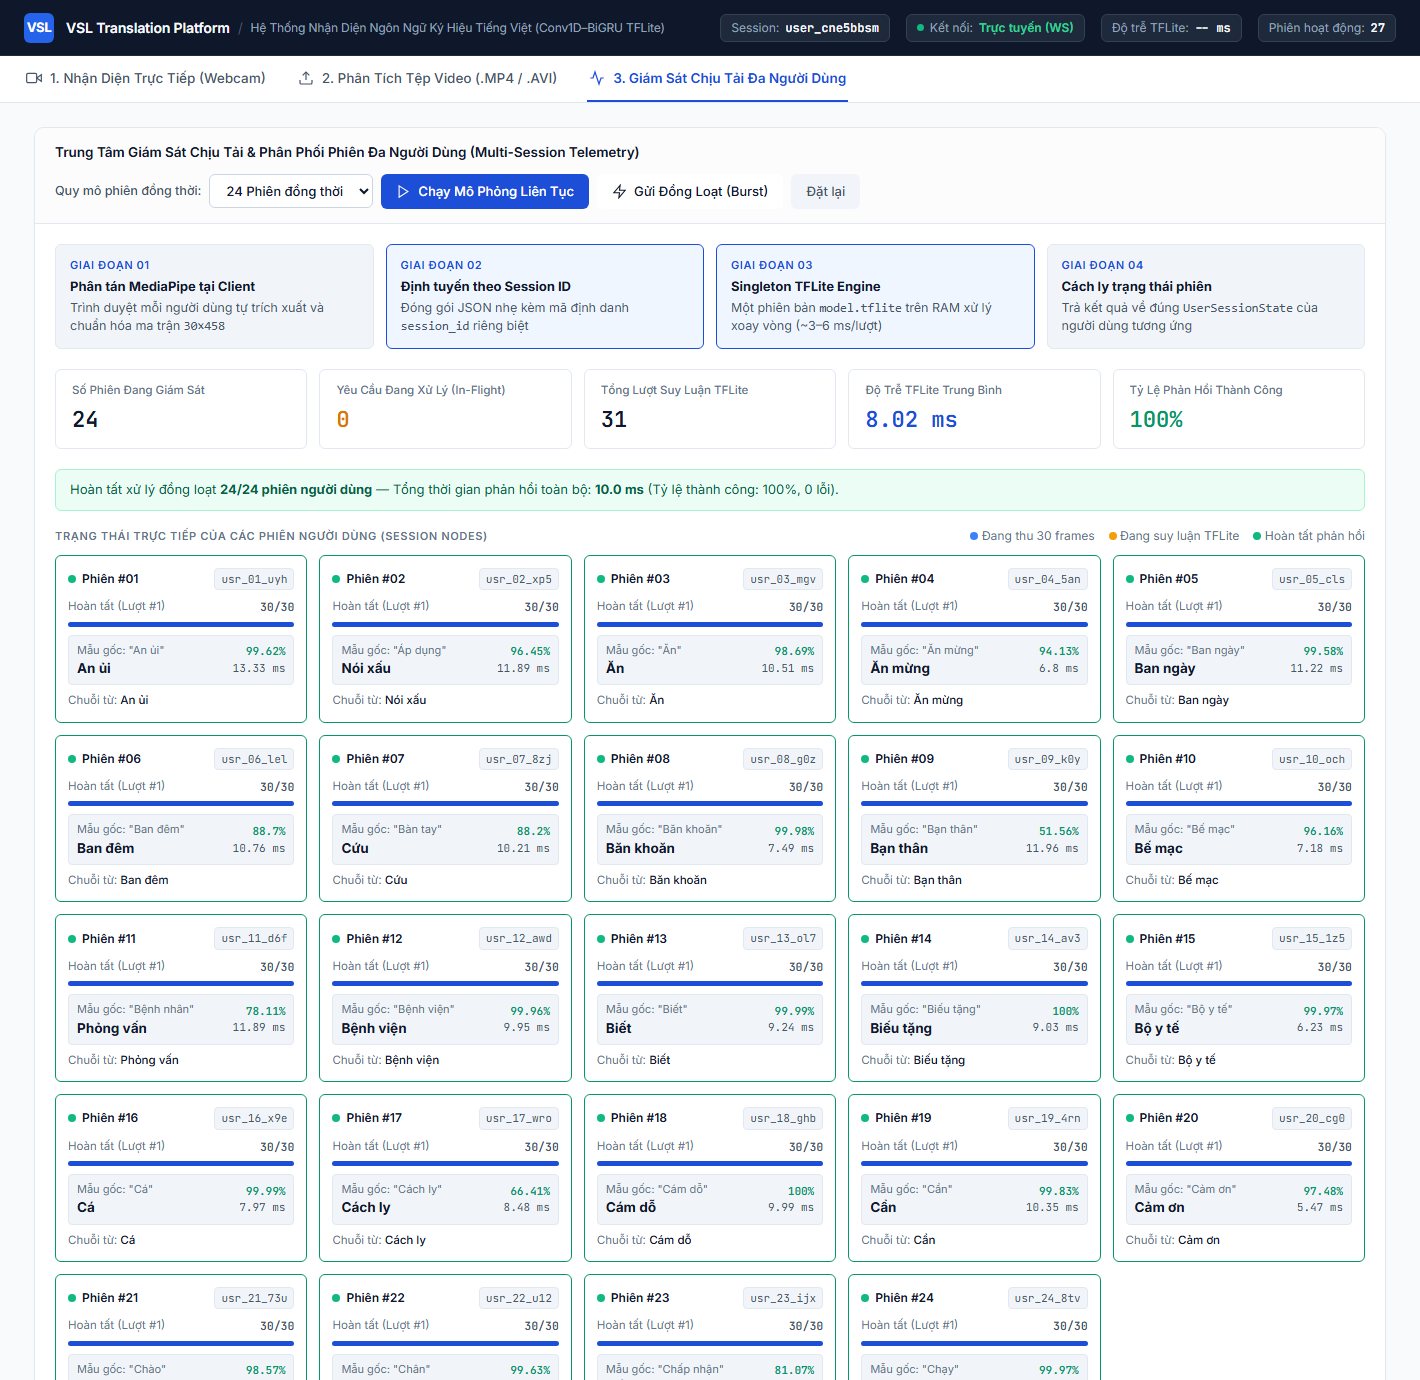 VSL VSL Translation Platform / Hệ Thống Nhận Diện Ngôn Ngữ Ký Hiệu Tiếng Việt (Conv1D–BiGRU TFLite) Session: user_cne5bbsm Kết nối: Trực tuyến (WS) Độ trễ TFLite: -- ms Phiên hoạt động: 27
1. Nhận Diện Trực Tiếp (Webcam) 2. Phân Tích Tệp Video (.MP4 / .AVI) 3. Giám Sát Chịu Tải Đa Người Dùng
Trung Tâm Giám Sát Chịu Tải & Phân Phối Phiên Đa Người Dùng (Multi-Session Telemetry)
Quy mô phiên đồng thời: 24 Phiên đồng thời Chạy Mô Phỏng Liên Tục Gửi Đồng Loạt (Burst) Đặt lại
GIAI ĐOẠN 01
Phân tán MediaPipe tại Client
Trình duyệt mỗi người dùng tự trích xuất và
chuẩn hóa ma trận 30×458
GIAI ĐOẠN 02
Định tuyến theo Session ID
Đóng gói JSON nhẹ kèm mã định danh
session_id riêng biệt
GIAI ĐOẠN 03
Singleton TFLite Engine
Một phiên bản model.tflite trên RAM xử lý
xoay vòng (~3–6 ms/lượt)
GIAI ĐOẠN 04
Cách ly trạng thái phiên
Trả kết quả về đúng UserSessionState của
người dùng tương ứng
Số Phiên Đang Giám Sát
24
Yêu Cầu Đang Xử Lý (In-Flight)
0
Tổng Lượt Suy Luận TFLite
31
Độ Trễ TFLite Trung Bình
8.02 ms
Tỷ Lệ Phản Hồi Thành Công
100%
Hoàn tất xử lý đồng loạt 24/24 phiên người dùng — Tổng thời gian phản hồi toàn bộ: 10.0 ms (Tỷ lệ thành công: 100%, 0 lỗi).
TRẠNG THÁI TRỰC TIẾP CỦA CÁC PHIÊN NGƯỜI DÙNG (SESSION NODES) Đang thu 30 frames Đang suy luận TFLite Hoàn tất phản hồi
Phiên #01 usr_01_uyh
Hoàn tất (Lượt #1) 30/30
Mẫu gốc: "An ủi" 99.62%
An ủi 13.33 ms
Chuỗi từ: An ủi
Phiên #02 usr_02_xp5
Hoàn tất (Lượt #1) 30/30
Mẫu gốc: "Áp dụng" 96.45%
Nói xấu 11.89 ms
Chuỗi từ: Nói xấu
Phiên #03 usr_03_mgv
Hoàn tất (Lượt #1) 30/30
Mẫu gốc: "Ăn" 98.69%
Ăn 10.51 ms
Chuỗi từ: Ăn
Phiên #04 usr_04_5an
Hoàn tất (Lượt #1) 30/30
Mẫu gốc: "Ăn mừng" 94.13%
Ăn mừng 6.8 ms
Chuỗi từ: Ăn mừng
Phiên #05 usr_05_cls
Hoàn tất (Lượt #1) 30/30
Mẫu gốc: "Ban ngày" 99.58%
Ban ngày 11.22 ms
Chuỗi từ: Ban ngày
Phiên #06 usr_06_lel
Hoàn tất (Lượt #1) 30/30
Mẫu gốc: "Ban đêm" 88.7%
Ban đêm 10.76 ms
Chuỗi từ: Ban đêm
Phiên #07 usr_07_8zj
Hoàn tất (Lượt #1) 30/30
Mẫu gốc: "Bàn tay" 88.2%
Cứu 10.21 ms
Chuỗi từ: Cứu
Phiên #08 usr_08_g0z
Hoàn tất (Lượt #1) 30/30
Mẫu gốc: "Băn khoăn" 99.98%
Băn khoăn 7.49 ms
Chuỗi từ: Băn khoăn
Phiên #09 usr_09_k0y
Hoàn tất (Lượt #1) 30/30
Mẫu gốc: "Bạn thân" 51.56%
Bạn thân 11.96 ms
Chuỗi từ: Bạn thân
Phiên #10 usr_10_och
Hoàn tất (Lượt #1) 30/30
Mẫu gốc: "Bế mạc" 96.16%
Bế mạc 7.18 ms
Chuỗi từ: Bế mạc
Phiên #11 usr_11_d6f
Hoàn tất (Lượt #1) 30/30
Mẫu gốc: "Bệnh nhân" 78.11%
Phỏng vấn 11.89 ms
Chuỗi từ: Phỏng vấn
Phiên #12 usr_12_awd
Hoàn tất (Lượt #1) 30/30
Mẫu gốc: "Bệnh viện" 99.96%
Bệnh viện 9.95 ms
Chuỗi từ: Bệnh viện
Phiên #13 usr_13_ol7
Hoàn tất (Lượt #1) 30/30
Mẫu gốc: "Biết" 99.99%
Biết 9.24 ms
Chuỗi từ: Biết
Phiên #14 usr_14_av3
Hoàn tất (Lượt #1) 30/30
Mẫu gốc: "Biếu tặng" 100%
Biếu tặng 9.03 ms
Chuỗi từ: Biếu tặng
Phiên #15 usr_15_1z5
Hoàn tất (Lượt #1) 30/30
Mẫu gốc: "Bộ y tế" 99.97%
Bộ y tế 6.23 ms
Chuỗi từ: Bộ y tế
Phiên #16 usr_16_x9e
Hoàn tất (Lượt #1) 30/30
Mẫu gốc: "Cá" 99.99%
Cá 7.97 ms
Chuỗi từ: Cá
Phiên #17 usr_17_wro
Hoàn tất (Lượt #1) 30/30
Mẫu gốc: "Cách ly" 66.41%
Cách ly 8.48 ms
Chuỗi từ: Cách ly
Phiên #18 usr_18_ghb
Hoàn tất (Lượt #1) 30/30
Mẫu gốc: "Cám dỗ" 100%
Cám dỗ 9.99 ms
Chuỗi từ: Cám dỗ
Phiên #19 usr_19_4rn
Hoàn tất (Lượt #1) 30/30
Mẫu gốc: "Cần" 99.83%
Cần 10.35 ms
Chuỗi từ: Cần
Phiên #20 usr_20_cg0
Hoàn tất (Lượt #1) 30/30
Mẫu gốc: "Cảm ơn" 97.48%
Cảm ơn 5.47 ms
Chuỗi từ: Cảm ơn
Phiên #21 usr_21_73u
Hoàn tất (Lượt #1) 30/30
Mẫu gốc: "Chào" 98.57%
Phiên #22 usr_22_u12
Hoàn tất (Lượt #1) 30/30
Mẫu gốc: "Chân" 99.63%
Phiên #23 usr_23_ijx
Hoàn tất (Lượt #1) 30/30
Mẫu gốc: "Chấp nhận" 81.07%
Phiên #24 usr_24_8tv
Hoàn tất (Lượt #1) 30/30
Mẫu gốc: "Chạy" 99.97%